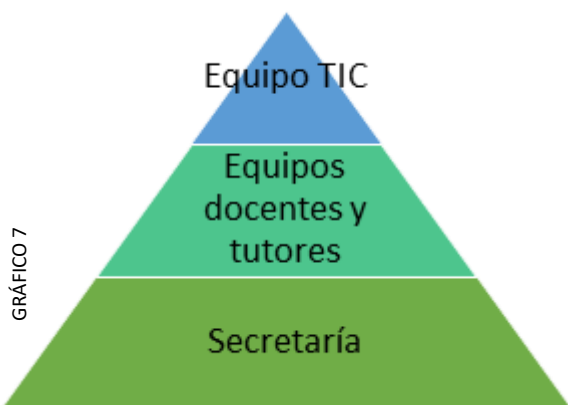 Equipo TIC
Equipos
docentes y
tutores
Secretaría
GRÁFICO 7